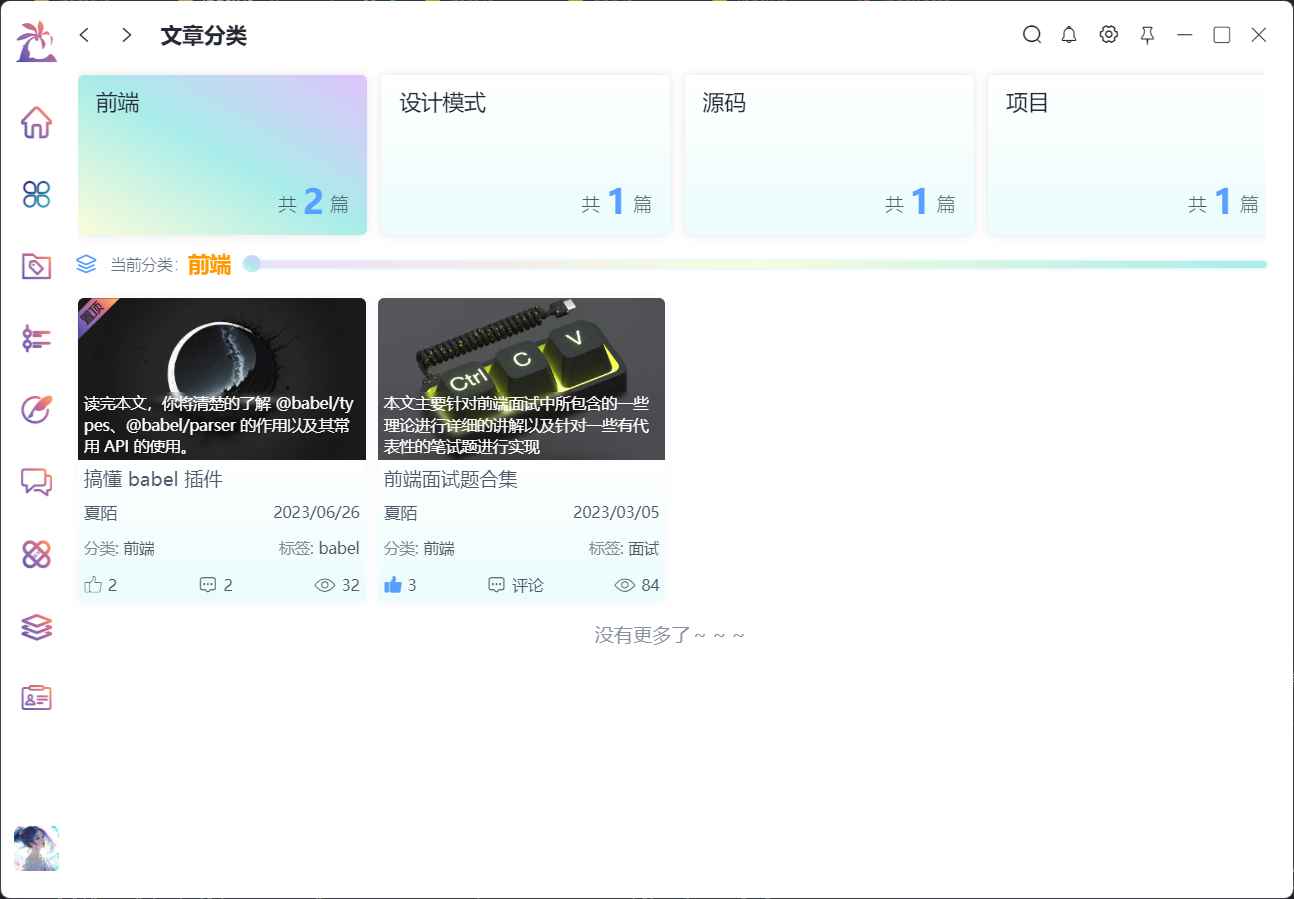 文章分类
前端
共 2 篇
设计模式
共 1 篇
源码
共 1 篇
项目
共 1 篇
当前分类: 前端
置顶
读完本文，你将清楚的了解 @babel/ty
pes、@babel/parser 的作用以及其常
用 API 的使用。
搞懂 babel 插件
夏陌 2023/06/26
分类: 前端 标签: babel
2 2 32
Ctrl C V
本文主要针对前端面试中所包含的一些
理论进行详细的讲解以及针对一些有代
表性的笔试题进行实现
前端面试题合集
夏陌 2023/03/05
分类: 前端 标签: 面试
3 评论 84
没有更多了～～～